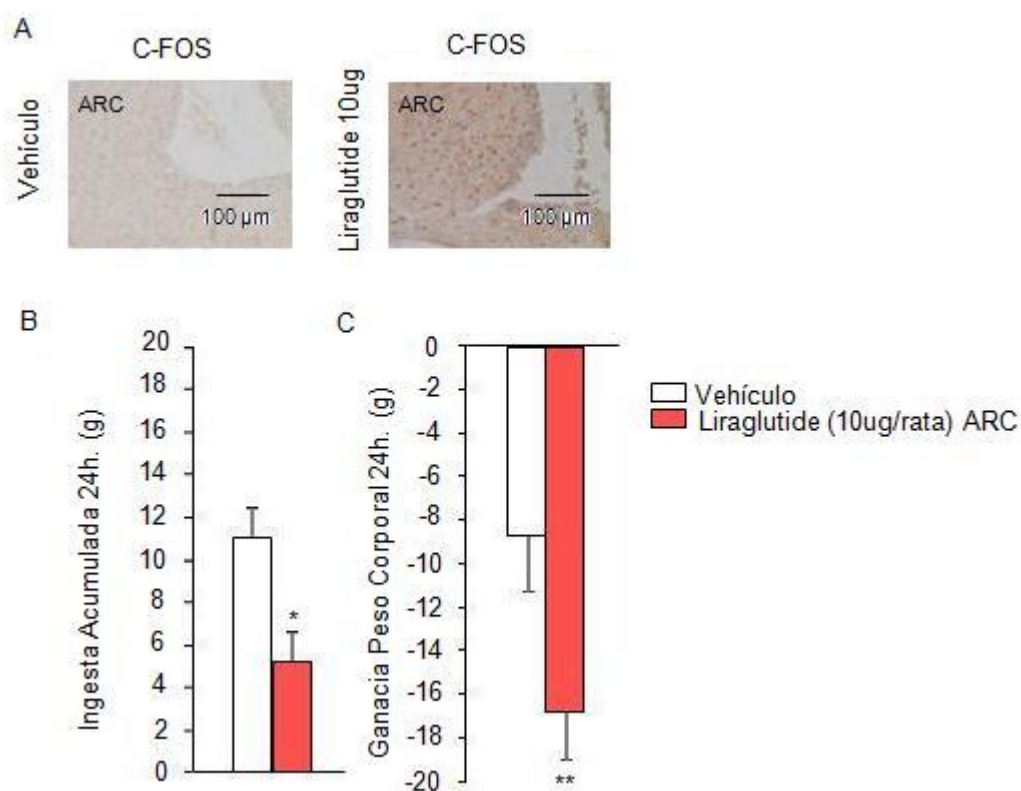 A
C-FOS
C-FOS
Vehículo
ARC
100 µm
Liraglutide 10ug
ARC
100 µm
B
Ingesta Acumulada 24h. (g)
20
18
16
14
12
10
8
6
4
2
0
*
C
Ganacia Peso Corporal 24h. (g)
0
-2
-4
-6
-8
-10
-12
-14
-16
-18
-20
**
Vehículo
Liraglutide (10ug/rata) ARC